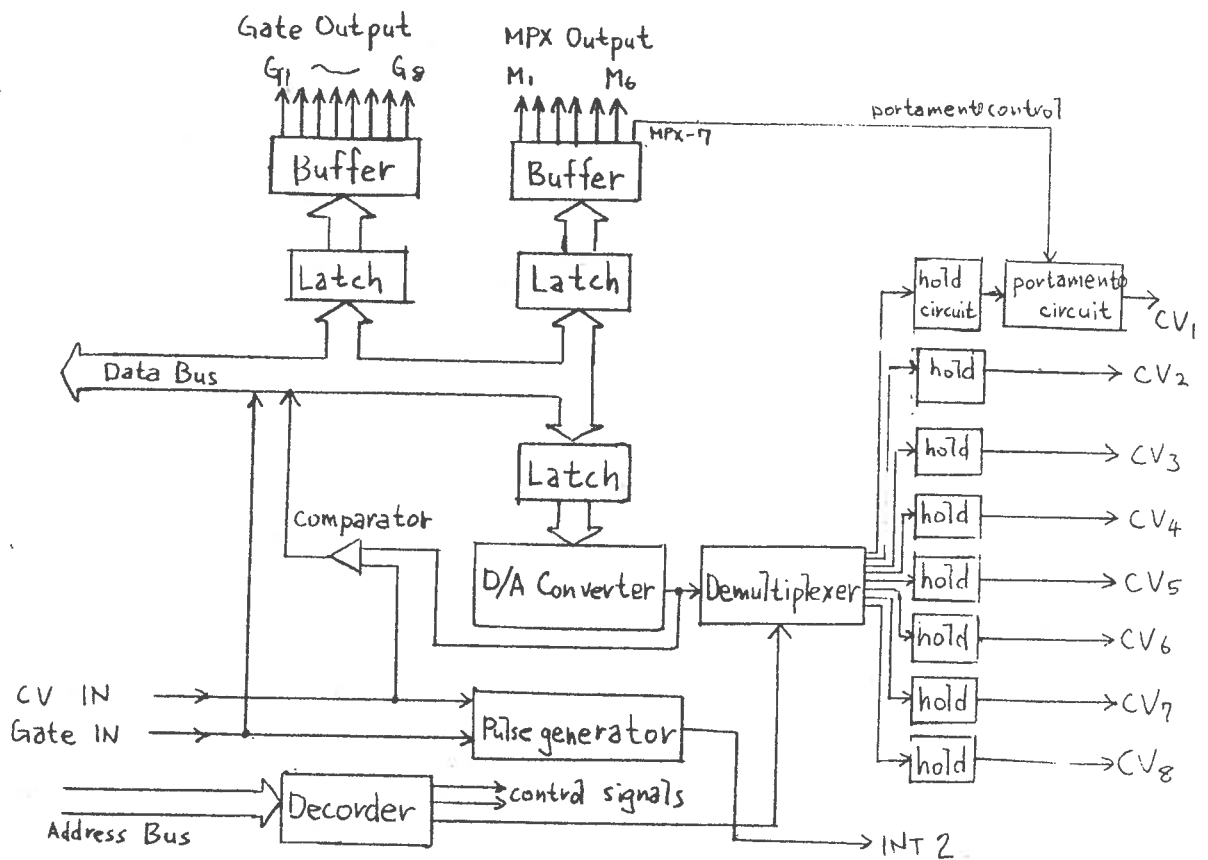 Gate Output
MPX Output
G1 ~ G8
M1 M6
portamento control
MPX-7
Buffer
Buffer
Latch
Latch
hold circuit
portamento circuit
CV1
Data Bus
hold
CV2
hold
CV3
Latch
hold
CV4
Comparator
D/A Converter
Demultiplexer
hold
CV5
hold
CV6
CV IN
hold
CV7
Gate IN
Pulse generator
hold
CV8
Decorder
control signals
Address Bus
INT 2